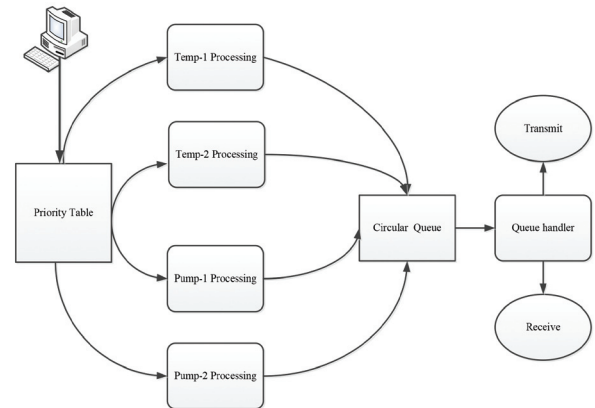 Temp-1 Processing
Temp-2 Processing
Priority Table
Pump-1 Processing
Pump-2 Processing
Circular Queue
Queue handler
Transmit
Receive